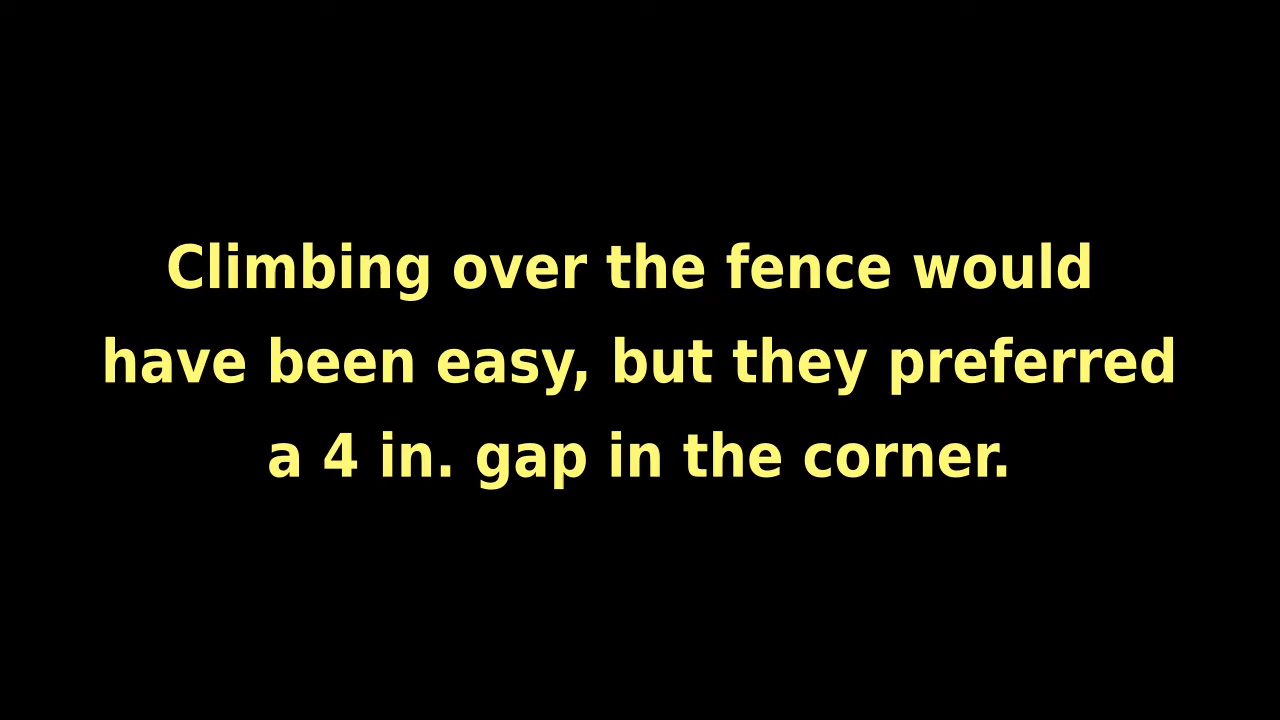 Climbing over the fence would
have been easy, but they preferred
a 4 in. gap in the corner.